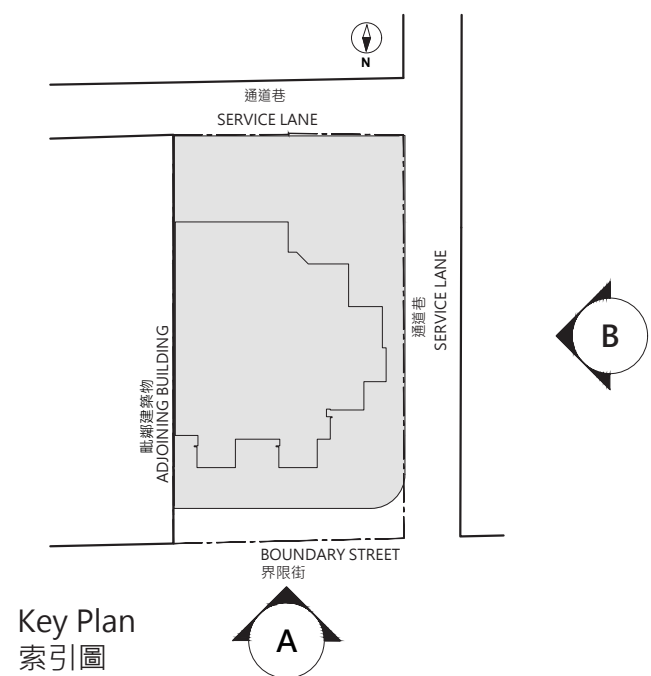 N
通道巷
SERVICE LANE
通道巷
SERVICE LANE
B
毗鄰建築物
ADJOINING BUILDING
BOUNDARY STREET
界限街
Key Plan
索引圖
A